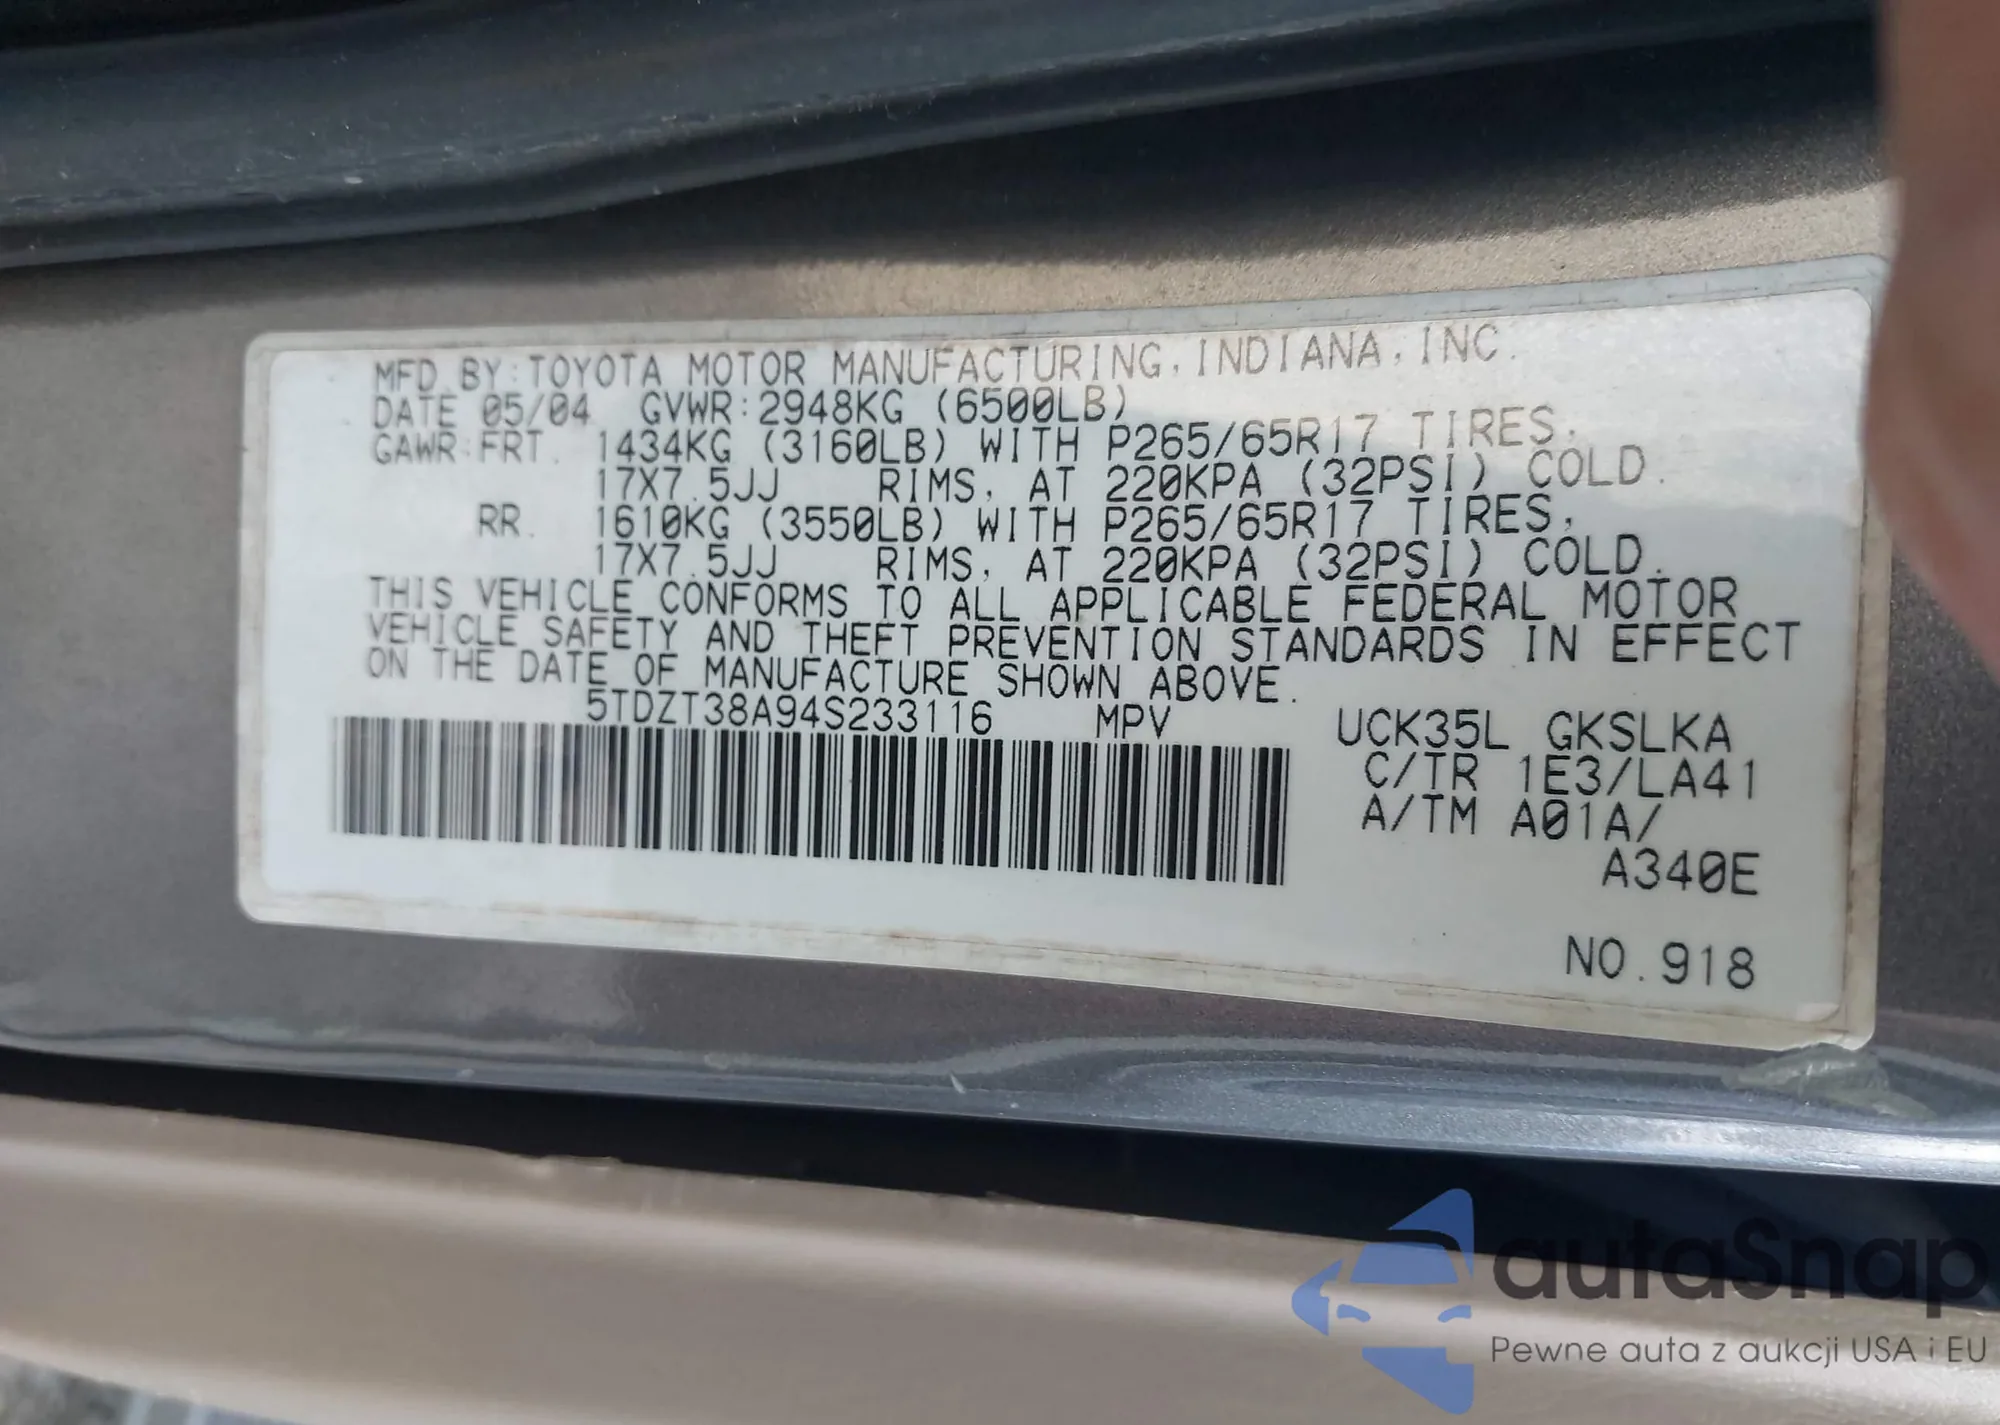 MFD. BY: TOYOTA MOTOR MANUFACTURING, INDIANA, INC.
DATE 05/04 GVWR: 2948KG (6500LB)
GAWR: FRT. 1434KG (3160LB) WITH P265/65R17 TIRES,
17X7.5JJ RIMS, AT 220KPA (32PSI) COLD.
RR. 1610KG (3550LB) WITH P265/65R17 TIRES,
17X7.5JJ RIMS, AT 220KPA (32PSI) COLD.
THIS VEHICLE CONFORMS TO ALL APPLICABLE FEDERAL MOTOR
VEHICLE SAFETY AND THEFT PREVENTION STANDARDS IN EFFECT
ON THE DATE OF MANUFACTURE SHOWN ABOVE.
5TDZT38A94S233116 MPV UCK35L GKSLKA
C/TR 1E3/LA41
A/TM A01A/
A340E
NO.918
autaSnap
Pewne auta z aukcji USA i EU